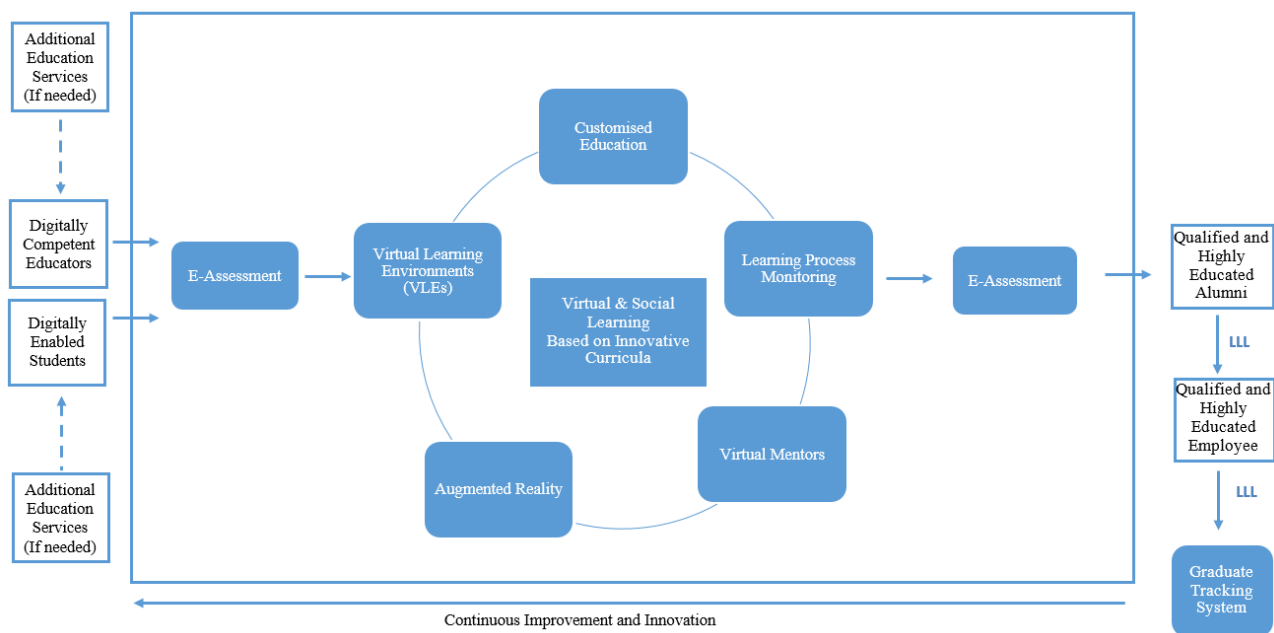 Additional
Education
Services
(If needed)
Digitally
Competent
Educators
Digitally
Enabled
Students
Additional
Education
Services
(If needed)
E-Assessment
Virtual Learning
Environments
(VLEs)
Customised
Education
Learning Process
Monitoring
Virtual & Social
Learning
Based on Innovative
Curricula
Augmented Reality
Virtual Mentors
E-Assessment
Qualified and
Highly
Educated
Alumni
LLL
Qualified and
Highly
Educated
Employee
LLL
Graduate
Tracking
System
Continuous Improvement and Innovation